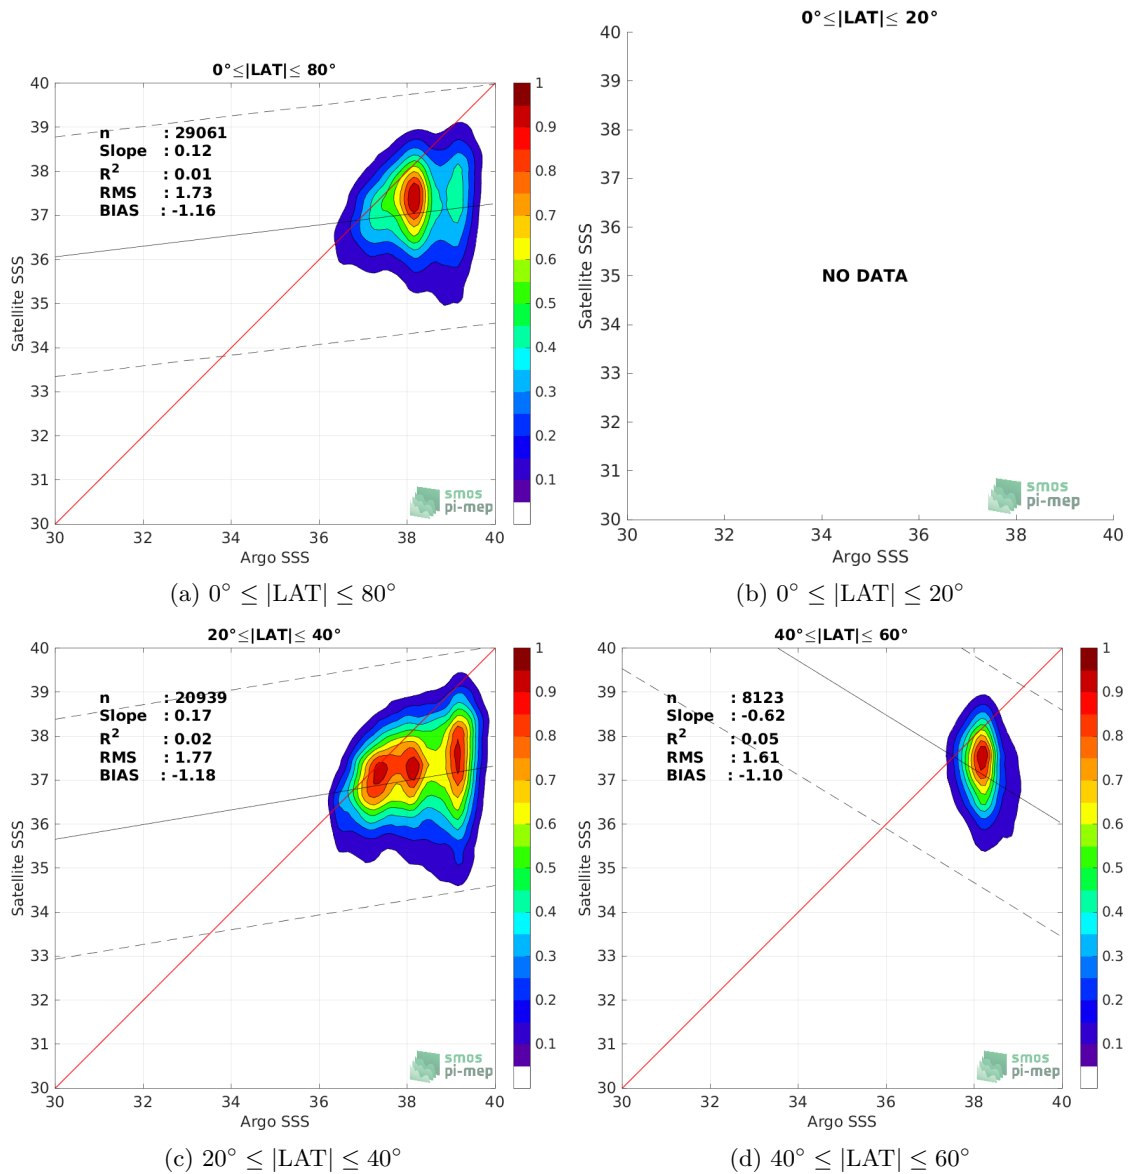 0°≤|LAT|≤ 80°
40
39
38
37
36
35
34
33
32
31
30
Satellite SSS
n : 29061
Slope : 0.12
R² : 0.01
RMS : 1.73
BIAS : -1.16
smos
pi-mep
30 32 34 36 38 40
Argo SSS
1
0.9
0.8
0.7
0.6
0.5
0.4
0.3
0.2
0.1
(a) 0° ≤ |LAT| ≤ 80°
0°≤|LAT|≤ 20°
40
39
38
37
36
35
34
33
32
31
30
Satellite SSS
NO DATA
smos
pi-mep
30 32 34 36 38 40
Argo SSS
(b) 0° ≤ |LAT| ≤ 20°
20°≤|LAT|≤ 40°
40
39
38
37
36
35
34
33
32
31
30
Satellite SSS
n : 20939
Slope : 0.17
R² : 0.02
RMS : 1.77
BIAS : -1.18
smos
pi-mep
30 32 34 36 38 40
Argo SSS
1
0.9
0.8
0.7
0.6
0.5
0.4
0.3
0.2
0.1
(c) 20° ≤ |LAT| ≤ 40°
40°≤|LAT|≤ 60°
40
39
38
37
36
35
34
33
32
31
30
Satellite SSS
n : 8123
Slope : -0.62
R² : 0.05
RMS : 1.61
BIAS : -1.10
smos
pi-mep
30 32 34 36 38 40
Argo SSS
1
0.9
0.8
0.7
0.6
0.5
0.4
0.3
0.2
0.1
(d) 40° ≤ |LAT| ≤ 60°